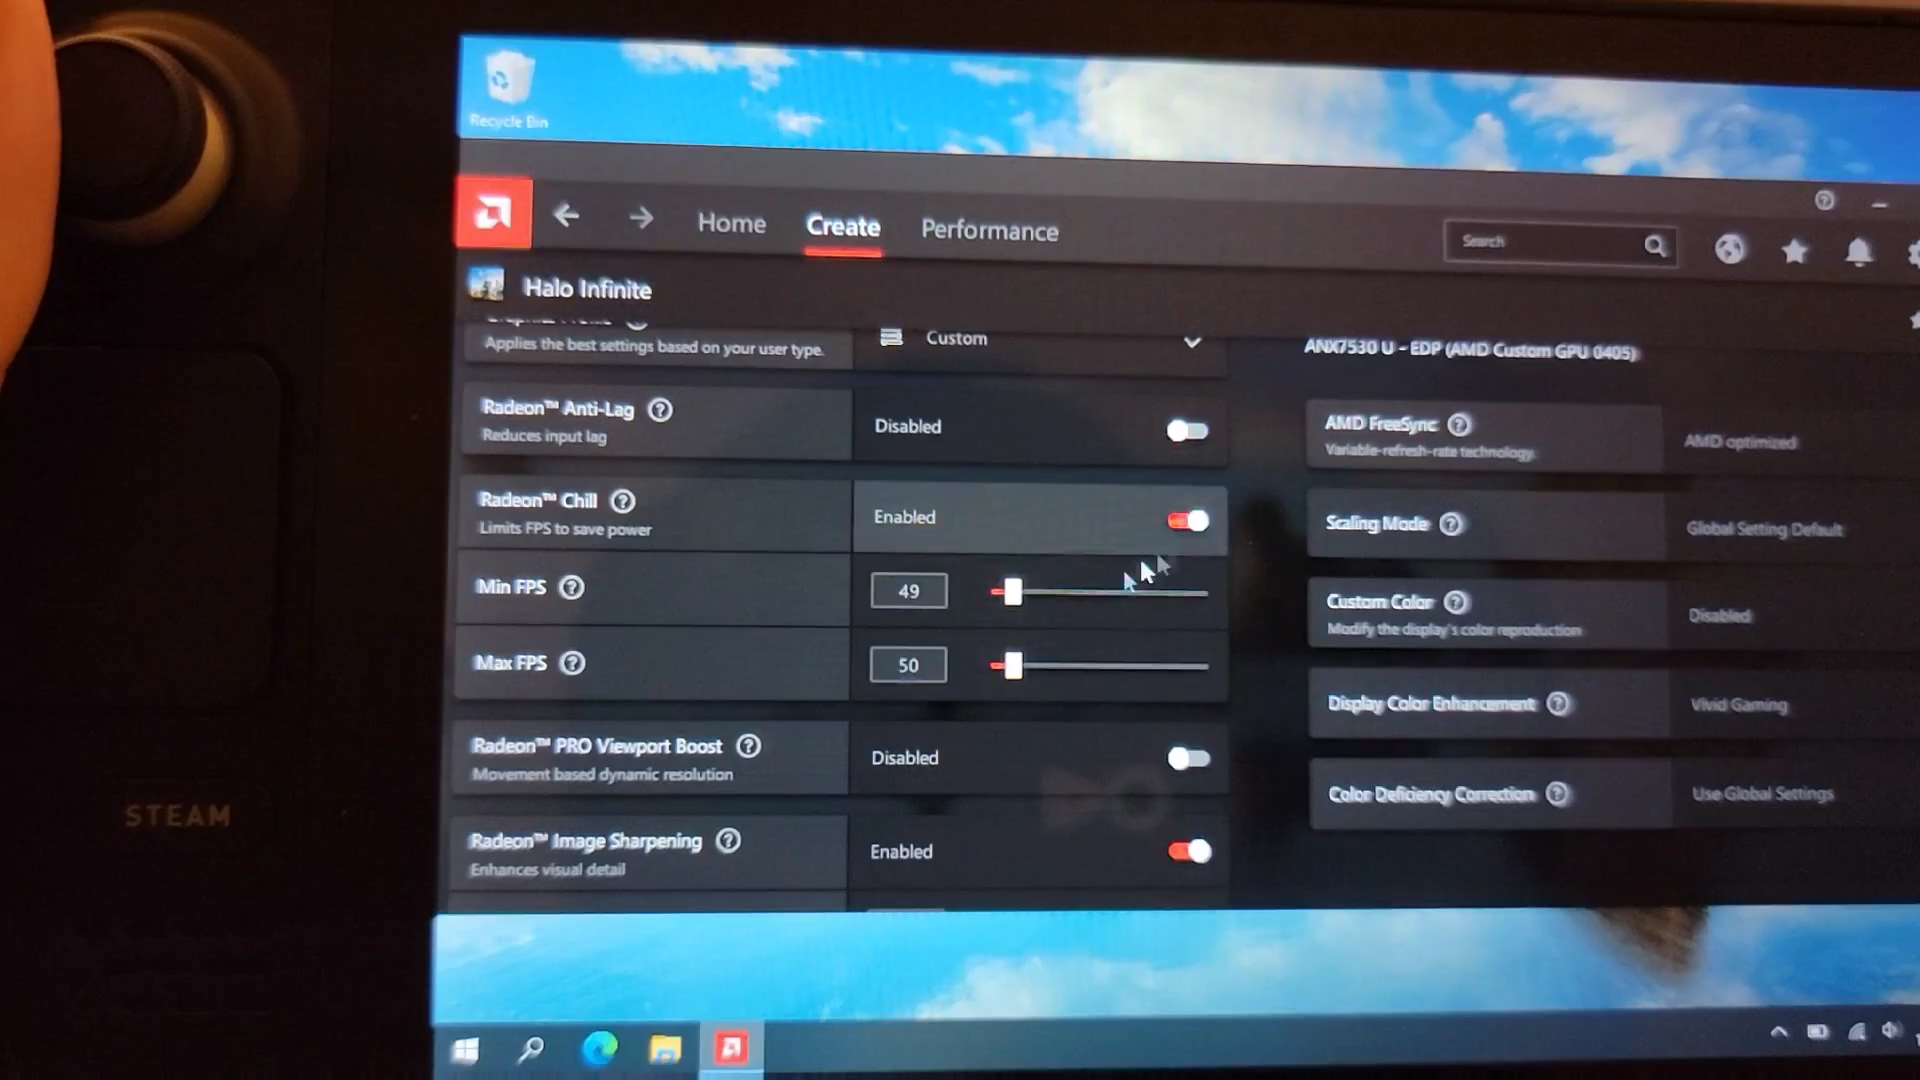 Recycle Bin
Home
Create
Performance
Search
Halo Infinite
Applies the best settings based on your user type.
Custom
Radeon™ Anti-Lag
Reduces input lag
Disabled
Radeon™ Chill
Limits FPS to save power
Enabled
Min FPS
49
Max FPS
50
Radeon™ PRO Viewport Boost
Movement based dynamic resolution
Disabled
Radeon™ Image Sharpening
Enhances visual detail
Enabled
ANX7530 U - EDP (AMD Custom GPU 0405)
AMD FreeSync
Variable-refresh-rate technology
AMD optimized
Scaling Mode
Global Setting Default
Custom Color
Modify the display's color reproduction
Disabled
Display Color Enhancement
Vivid Gaming
Color Deficiency Correction
Use Global Settings
STEAM